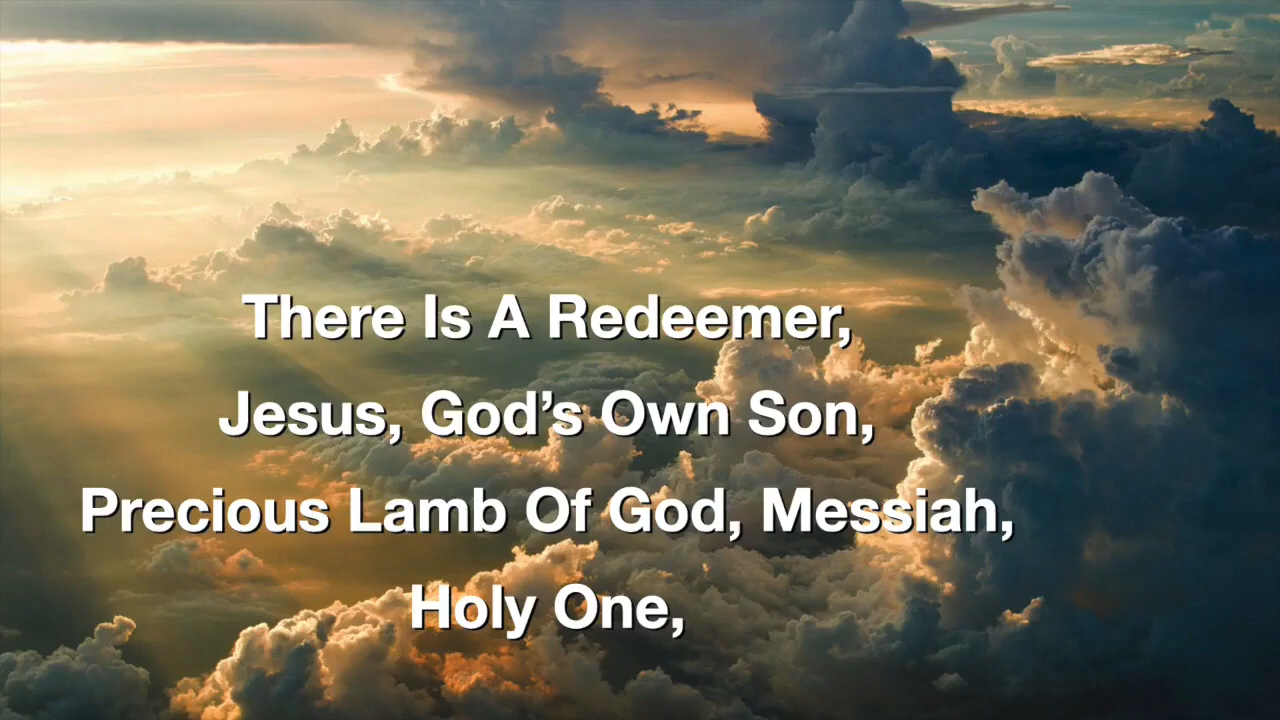 There Is A Redeemer,
Jesus, God’s Own Son,
Precious Lamb Of God, Messiah,
Holy One,